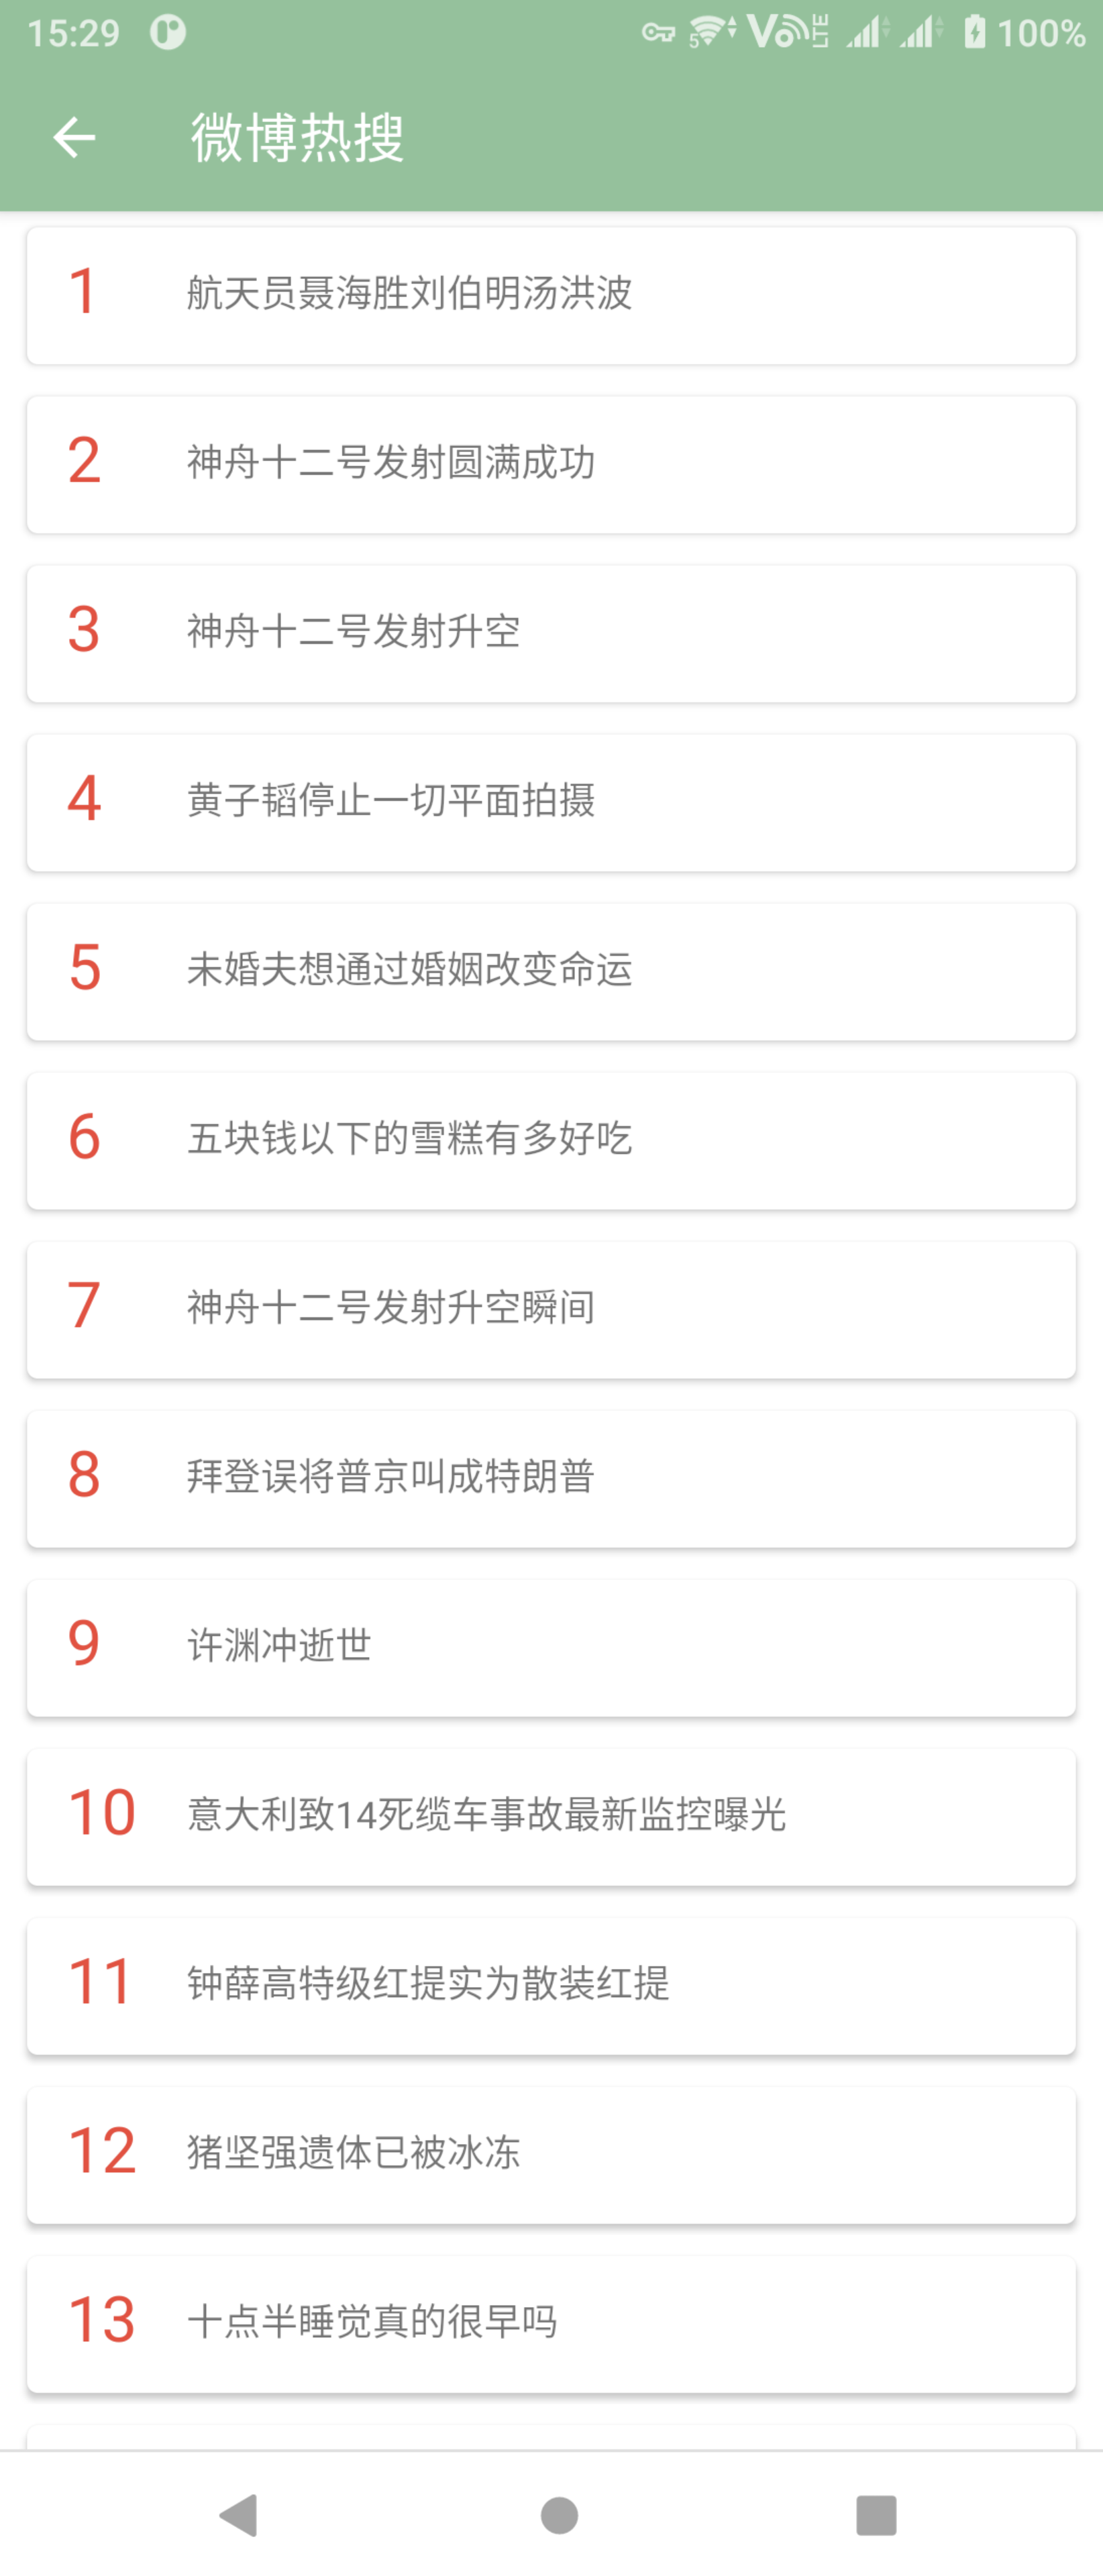 15:29
5
Vo LTE
100%
微博热搜
1 航天员聂海胜刘伯明汤洪波
2 神舟十二号发射圆满成功
3 神舟十二号发射升空
4 黄子韬停止一切平面拍摄
5 未婚夫想通过婚姻改变命运
6 五块钱以下的雪糕有多好吃
7 神舟十二号发射升空瞬间
8 拜登误将普京叫成特朗普
9 许渊冲逝世
10 意大利致14死缆车事故最新监控曝光
11 钟薛高特级红提实为散装红提
12 猪坚强遗体已被冰冻
13 十点半睡觉真的很早吗